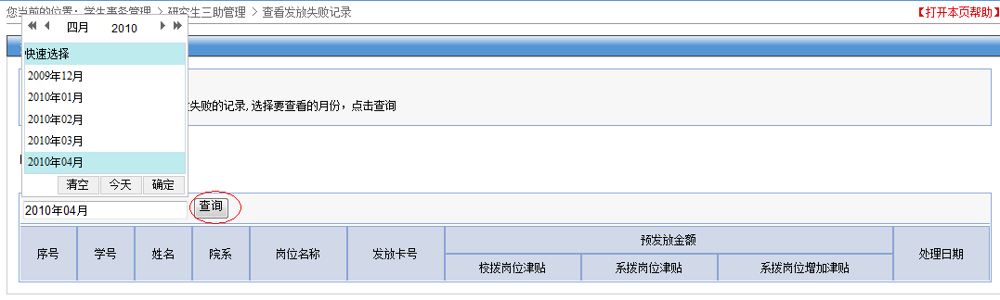 您当前的位置：学生事务管理 > 研究生三助管理 > 查看发放失败记录
【打开本页帮助】
四月 2010
快速选择
2009年12月
2010年01月
2010年02月
2010年03月
2010年04月
失败的记录, 选择要查看的月份，点击查询
清空 今天 确定
2010年04月 查询
序号 学号 姓名 院系 岗位名称 发放卡号 预发放金额 处理日期
校拨岗位津贴 系拨岗位津贴 系拨岗位增加津贴